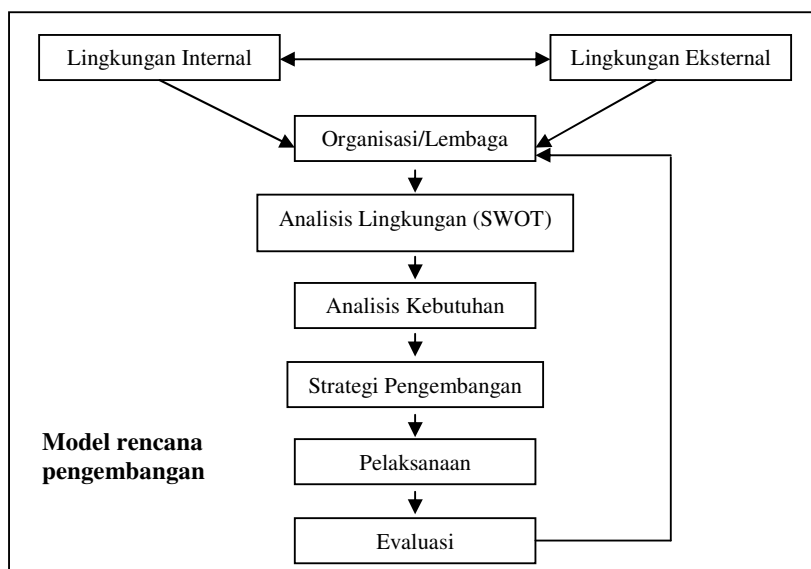 Lingkungan Internal
Lingkungan Eksternal
Organisasi/Lembaga
Analisis Lingkungan (SWOT)
Analisis Kebutuhan
Strategi Pengembangan
Model rencana
pengembangan
Pelaksanaan
Evaluasi